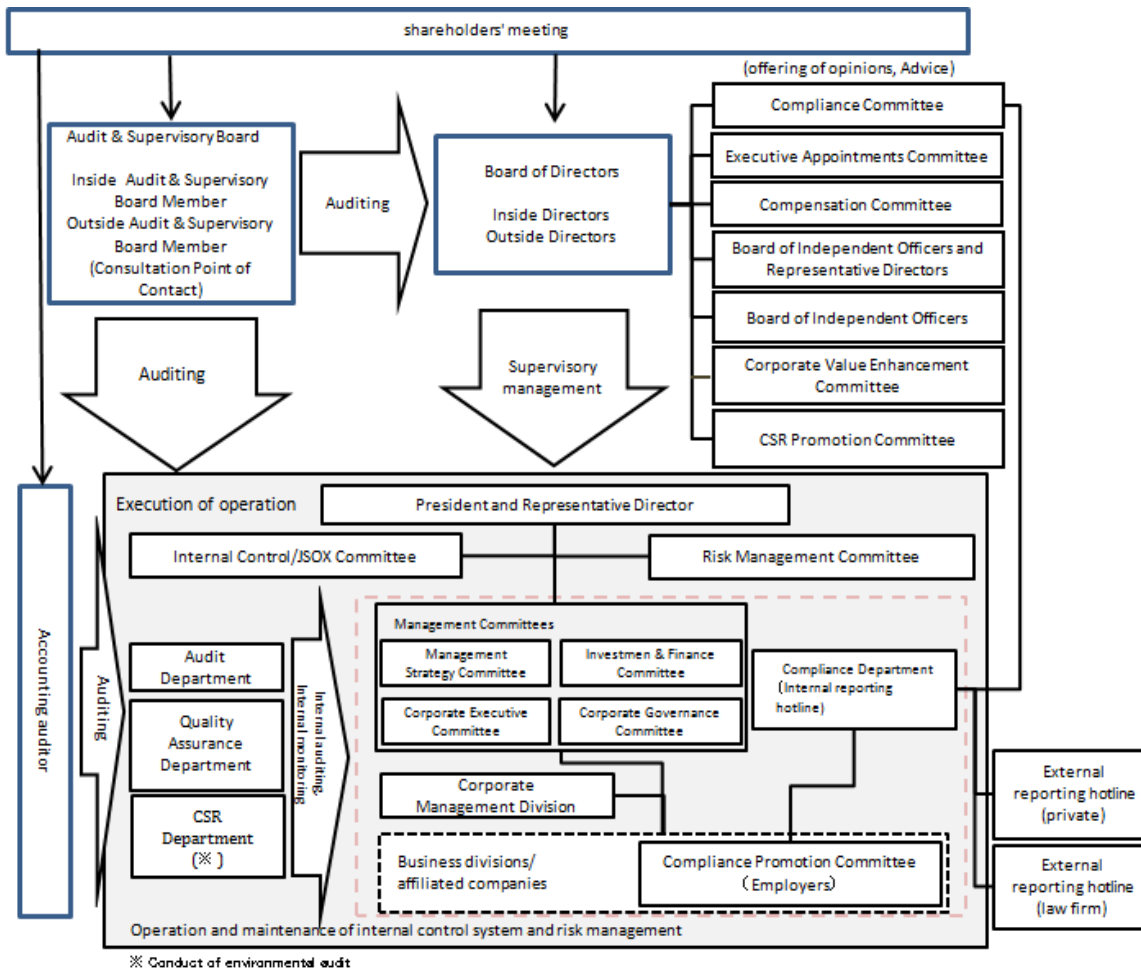 shareholders' meeting
(offering of opinions, Advice)
Audit & Supervisory Board
Inside Audit & Supervisory
Board Member
Outside Audit & Supervisory
Board Member
(Consultation Point of
Contact)
Auditing
Board of Directors
Inside Directors
Outside Directors
Compliance Committee
Executive Appointments Committee
Compensation Committee
Board of Independent Officers and
Representative Directors
Board of Independent Officers
Corporate Value Enhancement
Committee
CSR Promotion Committee
Auditing
Supervisory
management
Execution of operation
President and Representative Director
Internal Control/JSOX Committee
Risk Management Committee
Accounting auditor
Auditing
Audit
Department
Quality
Assurance
Department
CSR
Department
(※)
Internal auditing,
Internal monitoring
Management Committees
Management
Strategy Committee
Investmen & Finance
Committee
Corporate Executive
Committee
Corporate Governance
Committee
Compliance Department
(Internal reporting
hotline)
Corporate
Management Division
Business divisions/
affiliated companies
Compliance Promotion Committee
(Employers)
External
reporting hotline
(private)
External
reporting hotline
(law firm)
Operation and maintenance of internal control system and risk management
※ Conduct of environmental audit